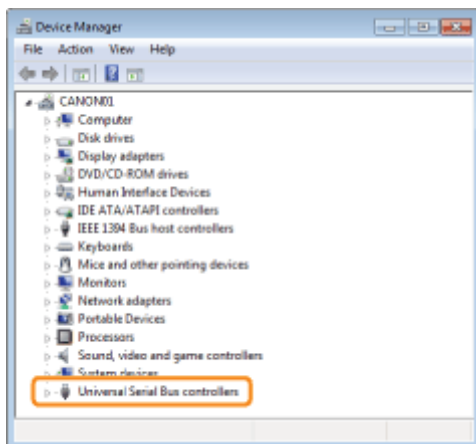 Device Manager
File Action View Help
CANON01
Computer
Disk drives
Display adapters
DVD/CD-ROM drives
Human Interface Devices
IDE ATA/ATAPI controllers
IEEE 1394 Bus host controllers
Keyboards
Mice and other pointing devices
Monitors
Network adapters
Portable Devices
Processors
Sound, video and game controllers
System devices
Universal Serial Bus controllers